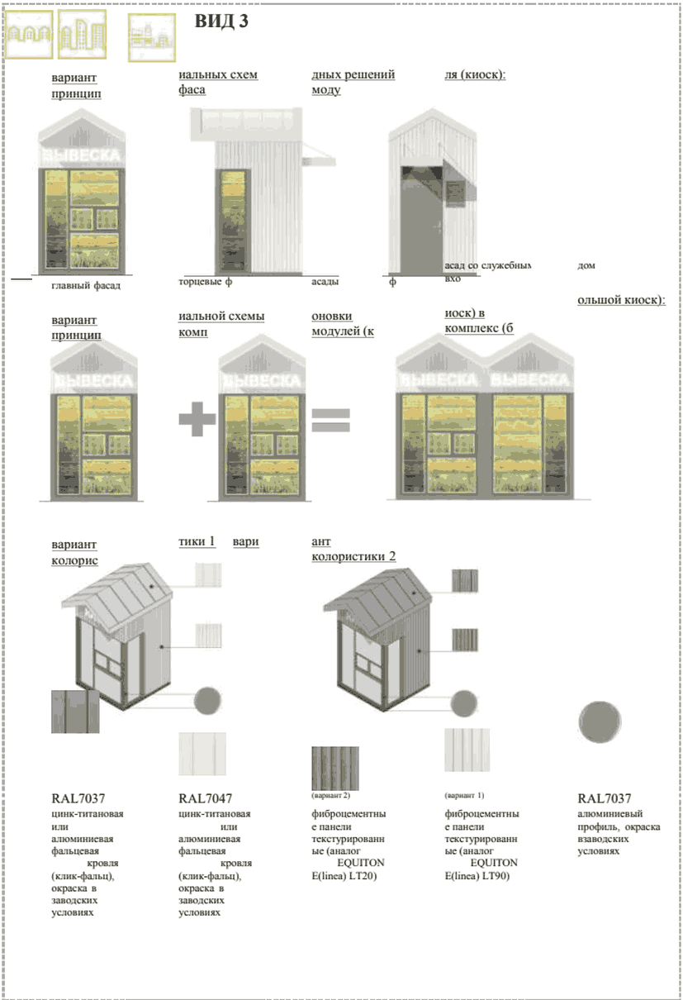 ВИД 3
вариант
принцип
иальных схем
фаса
дных решений
моду
ля (киоск):
ВЫВЕСКА
главный фасад
торцевые ф
асады
ф
асад со служебным
вхо
дом
вариант
принцип
иальной схемы
комп
оновки
модулей (к
иоск) в
комплекс (б
ольшой киоск):
ВЫВЕСКА
ВЫВЕСКА
ВЫВЕСКА
ВЫВЕСКА
вариант
колорис
тики 1
вари
ант
колористики 2
RAL7037
цинк-титановая
или
алюминиевая
фальцевая
кровля
(клик-фальц),
окраска в
заводских
условиях
RAL7047
цинк-титановая
или
алюминиевая
фальцевая
кровля
(клик-фальц),
окраска в
заводских
условиях
(вариант 2)
фиброцементны
е панели
текстурированн
ые (аналог
EQUITON
E(linea) LT20)
(вариант 1)
фиброцементны
е панели
текстурированн
ые (аналог
EQUITON
E(linea) LT90)
RAL7037
алюминиевый
профиль, окраска
взаводских
условиях